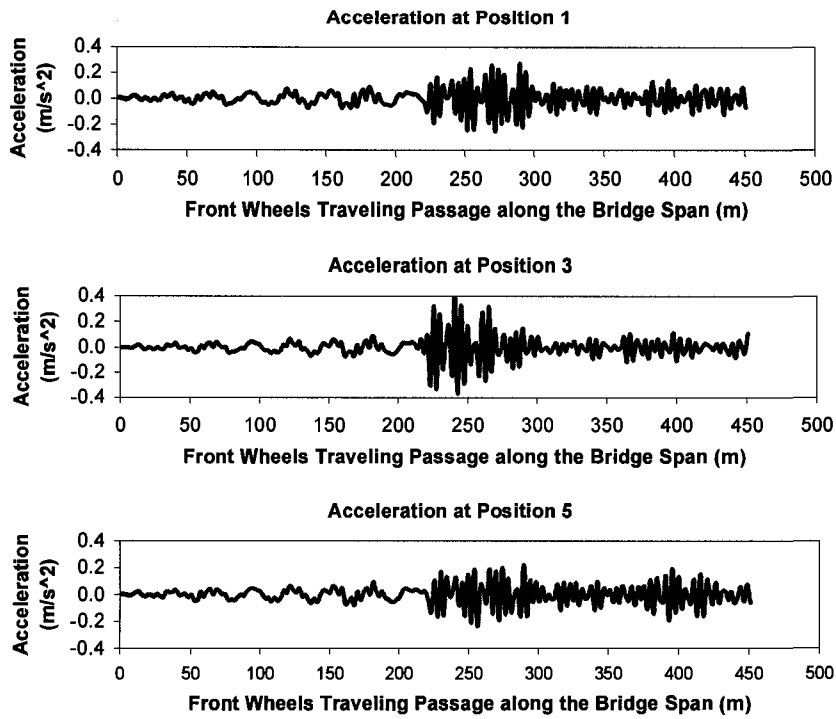 Acceleration at Position 1
Acceleration
(m/s^2)
0.4
0.2
0.0
-0.2
-0.4
0 50 100 150 200 250 300 350 400 450 500
Front Wheels Traveling Passage along the Bridge Span (m)
Acceleration at Position 3
Acceleration
(m/s^2)
0.4
0.2
0.0
-0.2
-0.4
0 50 100 150 200 250 300 350 400 450 500
Front Wheels Traveling Passage along the Bridge Span (m)
Acceleration at Position 5
Acceleration
(m/s^2)
0.4
0.2
0.0
-0.2
-0.4
0 50 100 150 200 250 300 350 400 450 500
Front Wheels Traveling Passage along the Bridge Span (m)